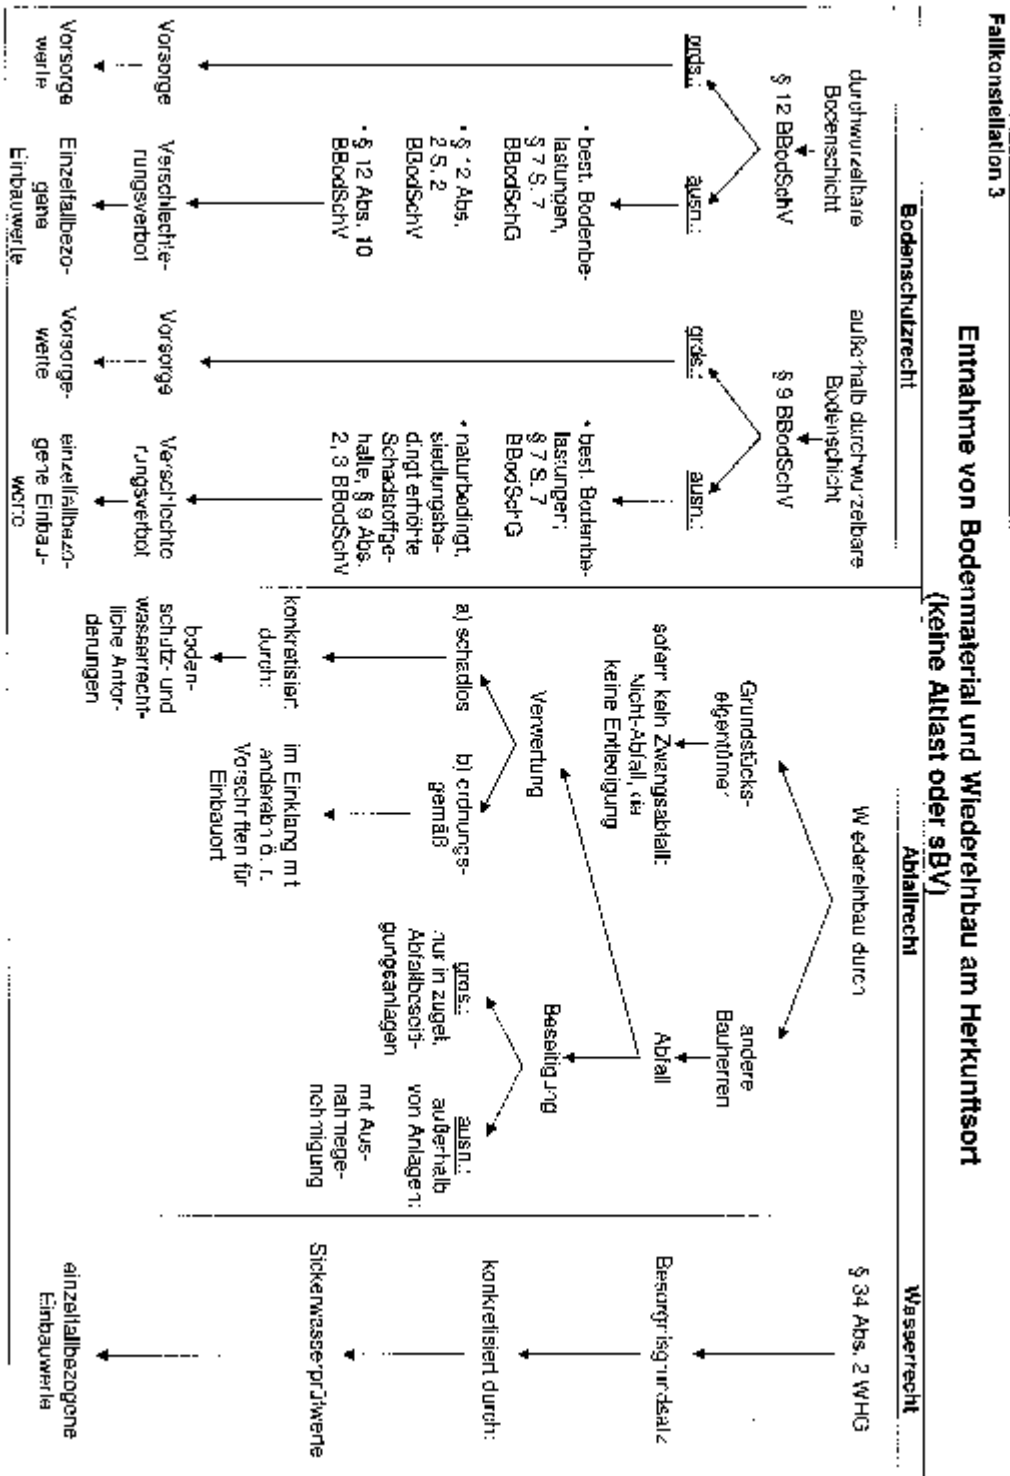 Fallkonstellation 3
Entnahme von Bodenmaterial und Wiedereinbau am Herkunftsort
(keine Altlast oder sBV)
Bodenschutzrecht
durchwurzelbare
Bodenschicht
§ 12 BBodSchV
grds.:
ausn.:
• best. Bodenbe-
lastungen,
§ 7 S. 7
BBodSchG
• § 12 Abs.
2 S. 2
BBodSchV
• § 12 Abs. 10
BBodSchV
Vorsorge
Verschlechte-
rungsverbot
Vorsorge
werte
Einzelfallbezo-
gene
Einbauwerte
außerhalb durchwurzelbare
Bodenschicht
§ 9 BBodSchV
grds.:
ausn.:
• best. Bodenbe-
lastungen;
§ 7 S. 7
BBodSchG
• naturbedingt,
siedlungsbe-
dingt erhöhte
Schadstoffge-
halte, § 9 Abs.
2, 3 BBodSchV
Vorsorge
Verschlechte
rungsverbot
Vorsorge-
werte
einzelfallbezo-
gene Einbau-
werte
Abfallrecht
Wiedereinbau durch
Grundstücks-
eigentümer
andere
Bauherren
sofern kein Zwangsabfall:
Nicht-Abfall, da
keine Entledigung
Abfall
Verwertung
Beseitigung
a) schadlos
b) ordnungs-
gemäß
grds.:
nur in zugel.
Abfallbeseiti-
gungsanlagen
ausn.:
außerhalb
von Anlagen:
mit Aus-
nahmege-
nehmigung
konkretisiert
durch:
im Einklang mit
anderebn ö. r.
Vorschriften für
Einbauort
boden-
schutz- und
wasserrecht-
liche Anfor-
derungen
Wasserrecht
§ 34 Abs. 2 WHG
Besorgnisgrundsatz
konkretisiert durch:
Sickerwasserprüfwerte
einzelfallbezogene
Einbauwerte